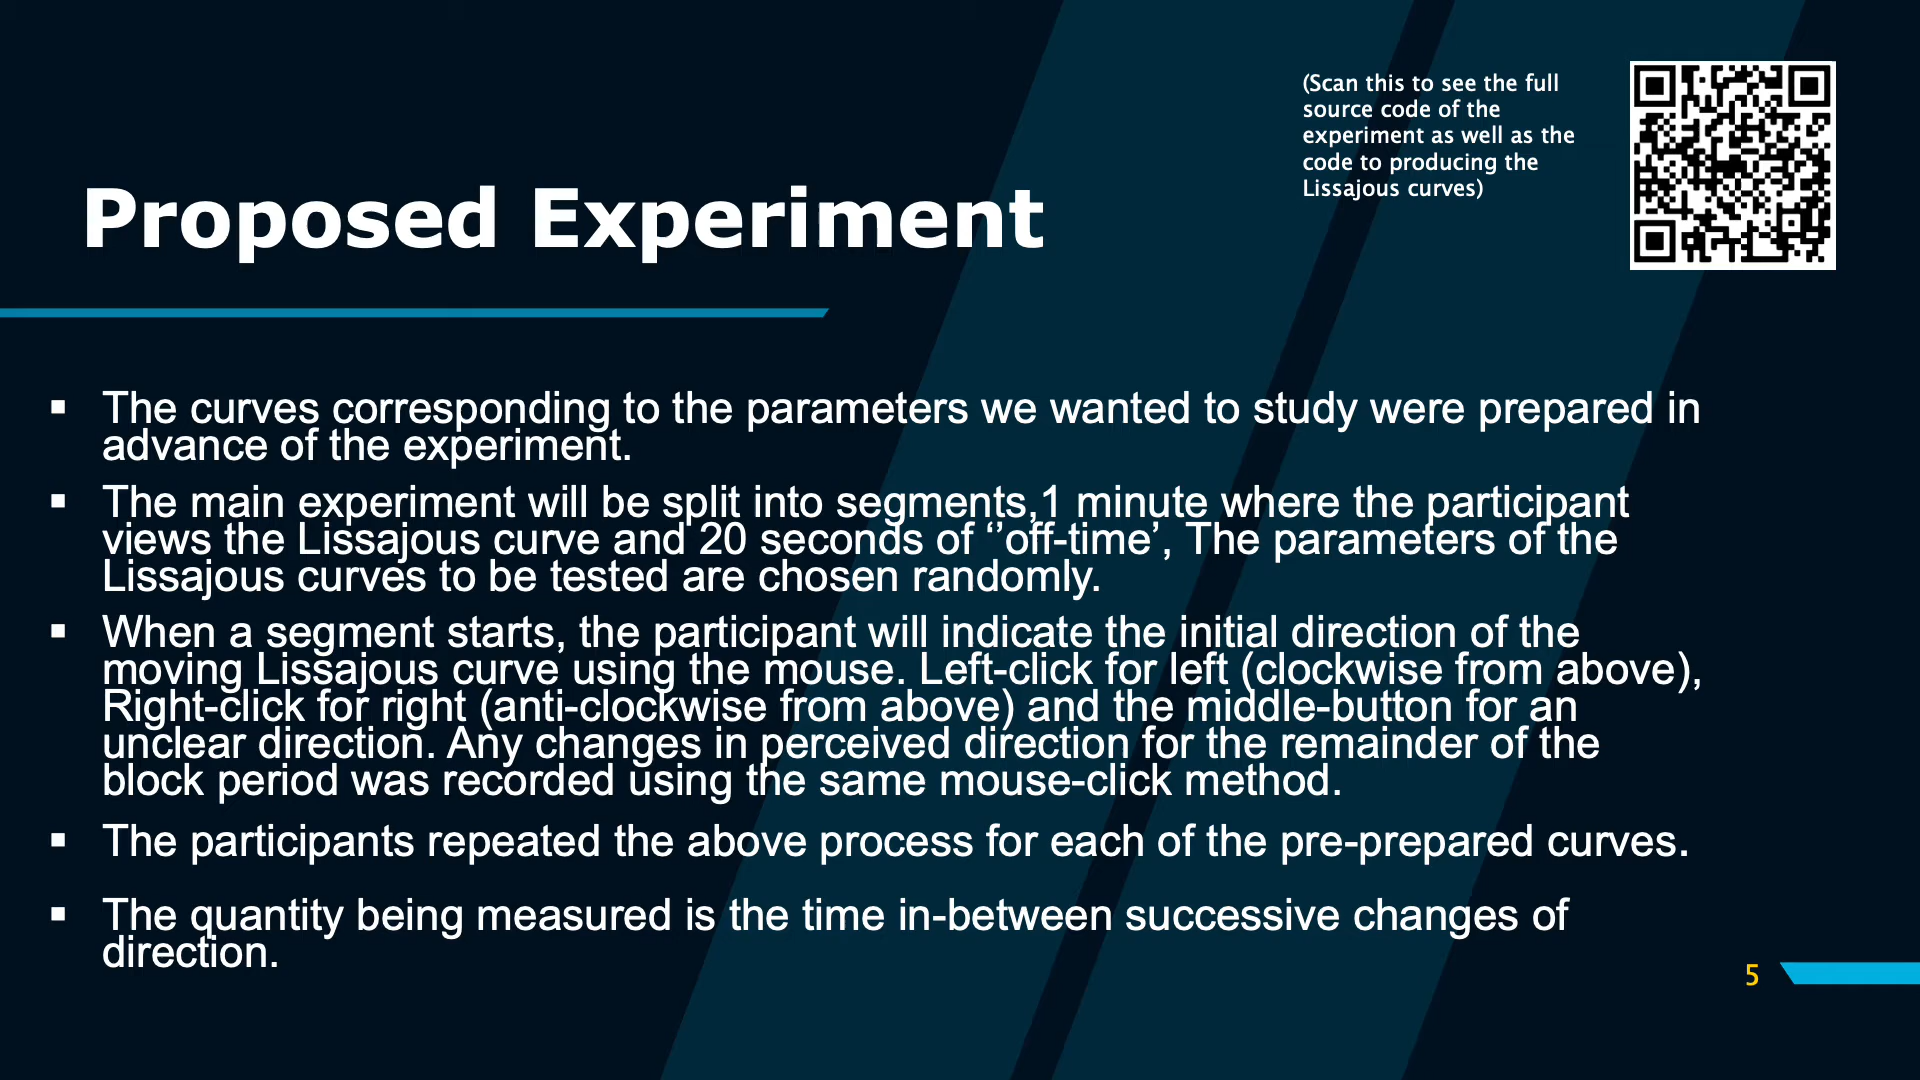 (Scan this to see the full
source code of the
experiment as well as the
code to producing the
Lissajous curves)
Proposed Experiment
▪ The curves corresponding to the parameters we wanted to study were prepared in
advance of the experiment.
▪ The main experiment will be split into segments,1 minute where the participant
views the Lissajous curve and 20 seconds of ‘’off-time’, The parameters of the
Lissajous curves to be tested are chosen randomly.
▪ When a segment starts, the participant will indicate the initial direction of the
moving Lissajous curve using the mouse. Left-click for left (clockwise from above),
Right-click for right (anti-clockwise from above) and the middle-button for an
unclear direction. Any changes in perceived direction for the remainder of the
block period was recorded using the same mouse-click method.
▪ The participants repeated the above process for each of the pre-prepared curves.
▪ The quantity being measured is the time in-between successive changes of
direction.
5